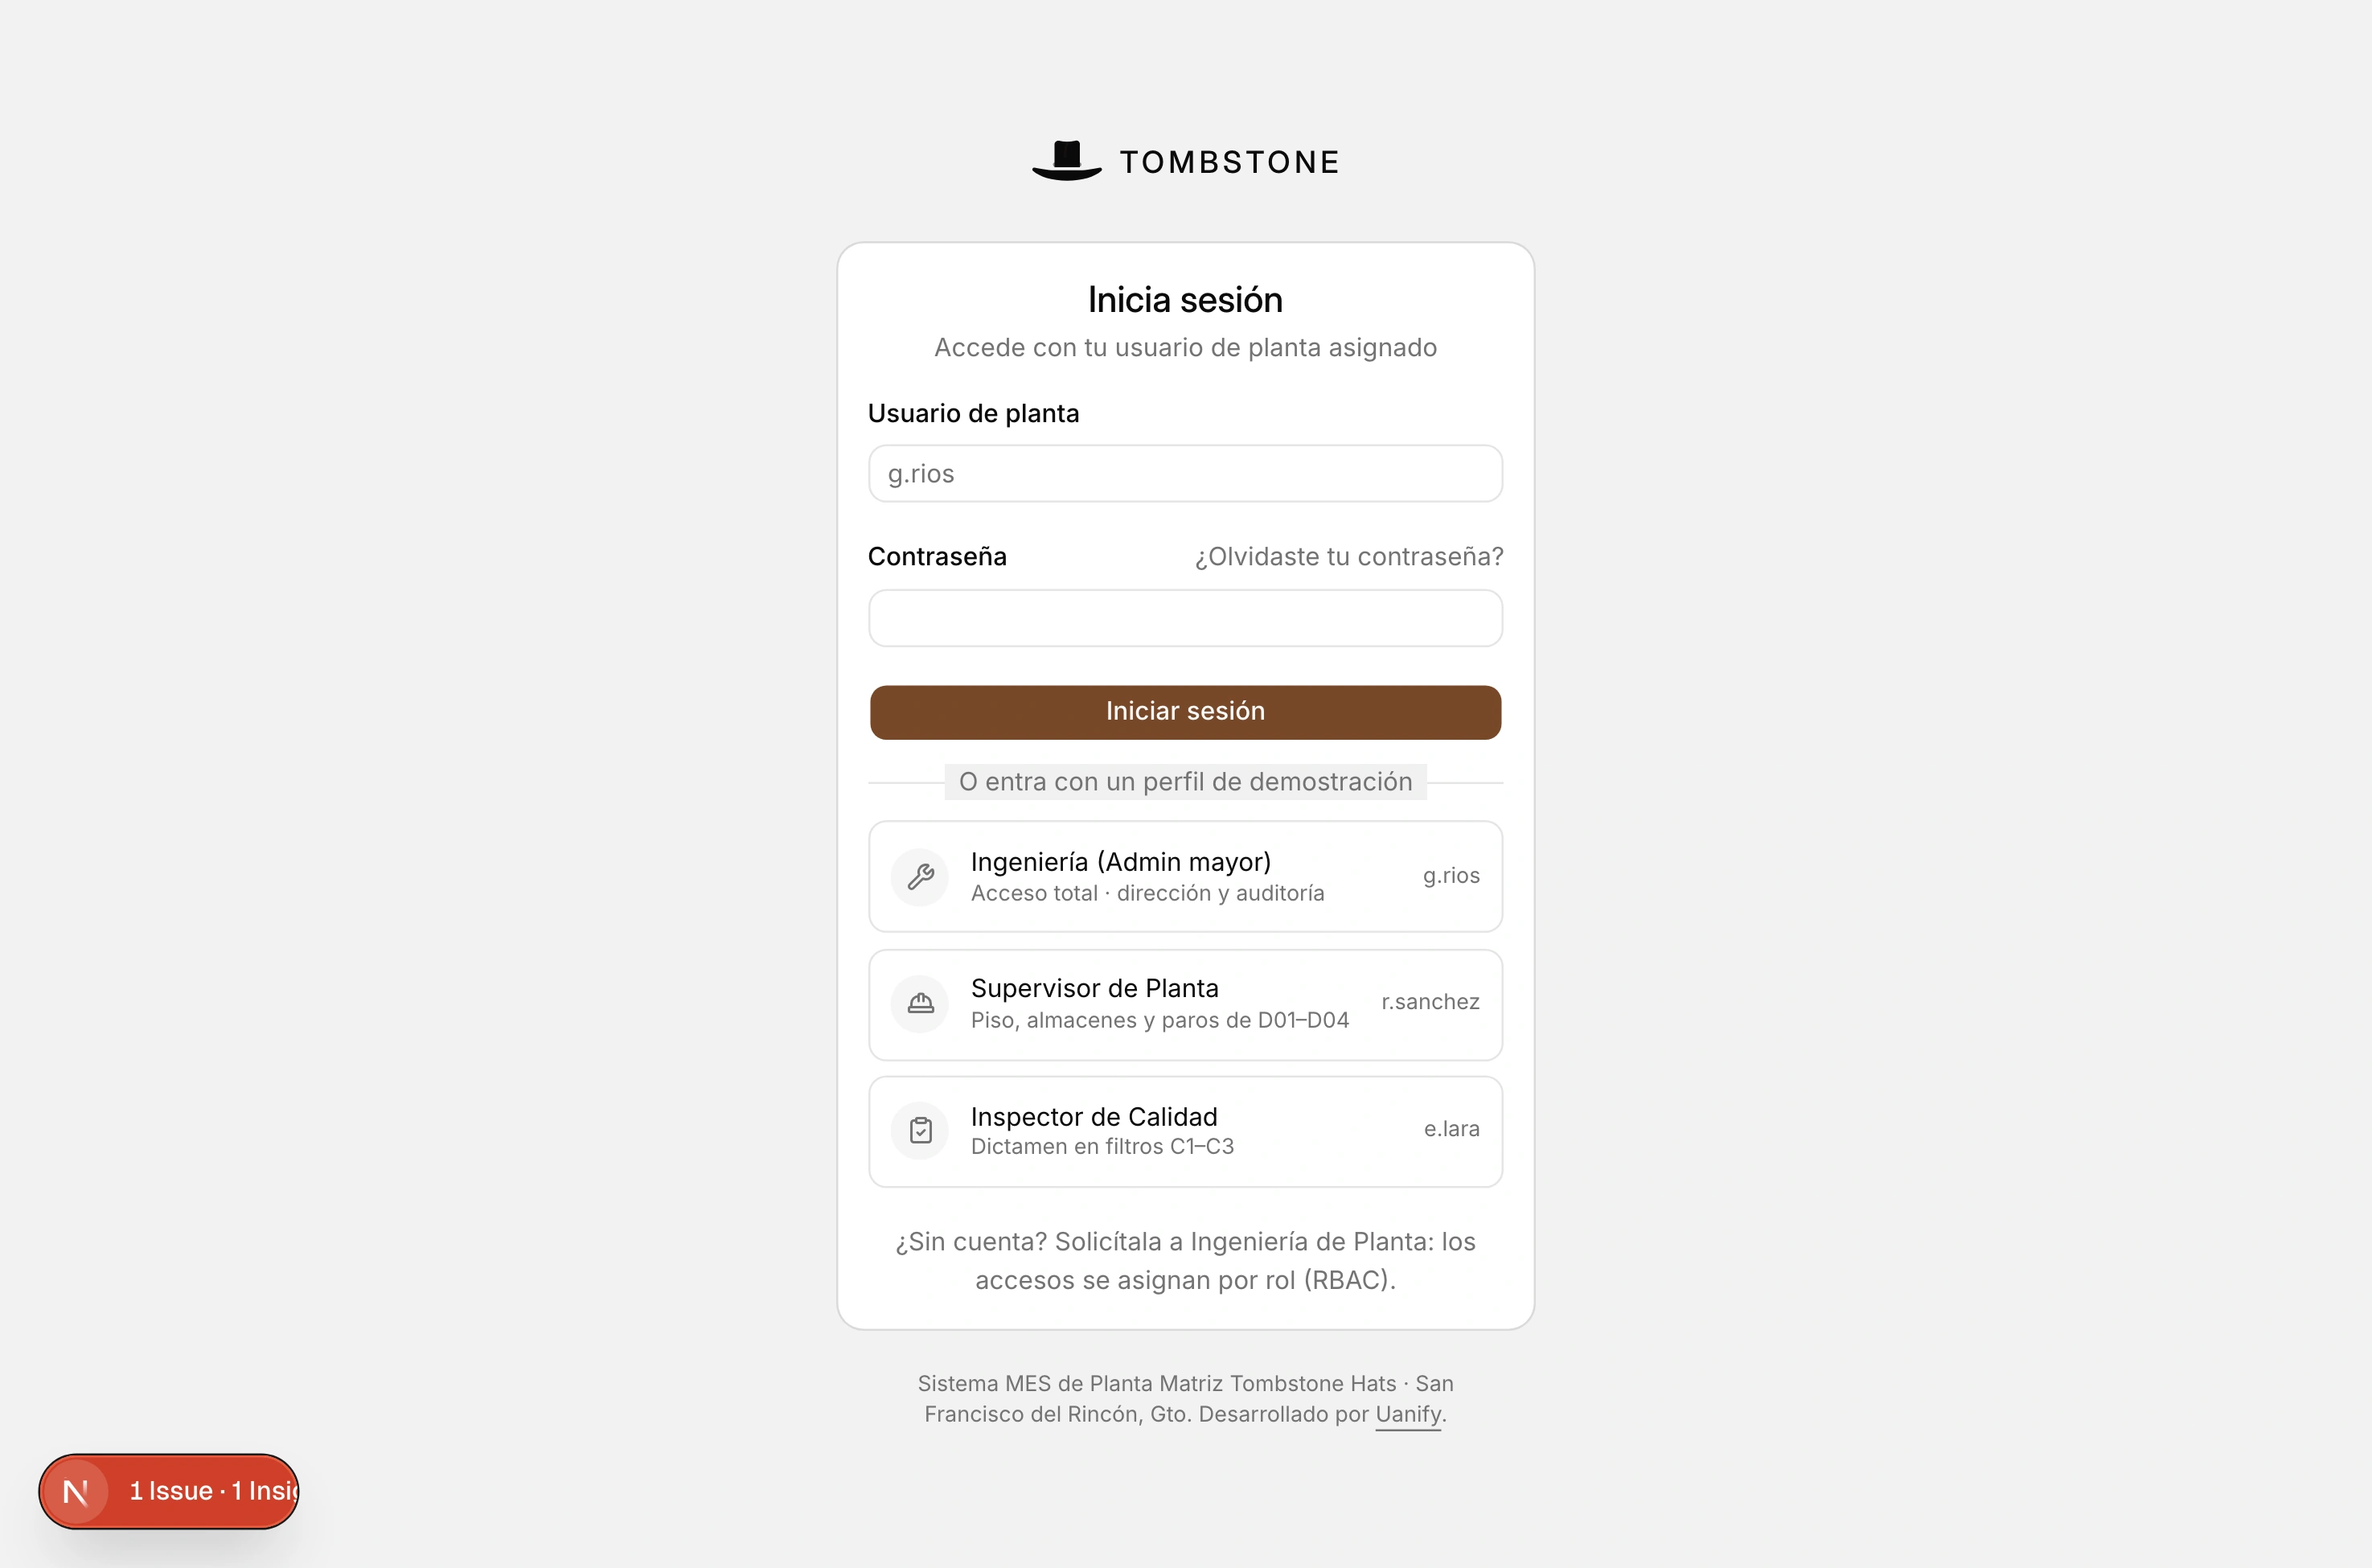 TOMBSTONE
Inicia sesión
Accede con tu usuario de planta asignado
Usuario de planta
g.rios
Contraseña ¿Olvidaste tu contraseña?
Iniciar sesión
O entra con un perfil de demostración
Ingeniería (Admin mayor)
Acceso total · dirección y auditoría
g.rios
Supervisor de Planta
Piso, almacenes y paros de D01–D04
r.sanchez
Inspector de Calidad
Dictamen en filtros C1–C3
e.lara
¿Sin cuenta? Solicítala a Ingeniería de Planta: los
accesos se asignan por rol (RBAC).
Sistema MES de Planta Matriz Tombstone Hats · San
Francisco del Rincón, Gto. Desarrollado por Uanify.
N 1 Issue · 1